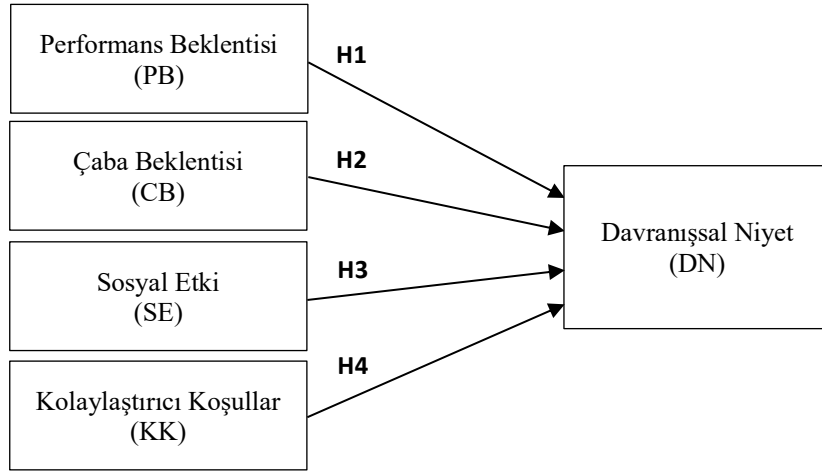 Performans Beklentisi
(PB)
H1
Çaba Beklentisi
(CB)
H2
Sosyal Etki
(SE)
H3
Kolaylaştırıcı Koşullar
(KK)
H4
Davranışsal Niyet
(DN)